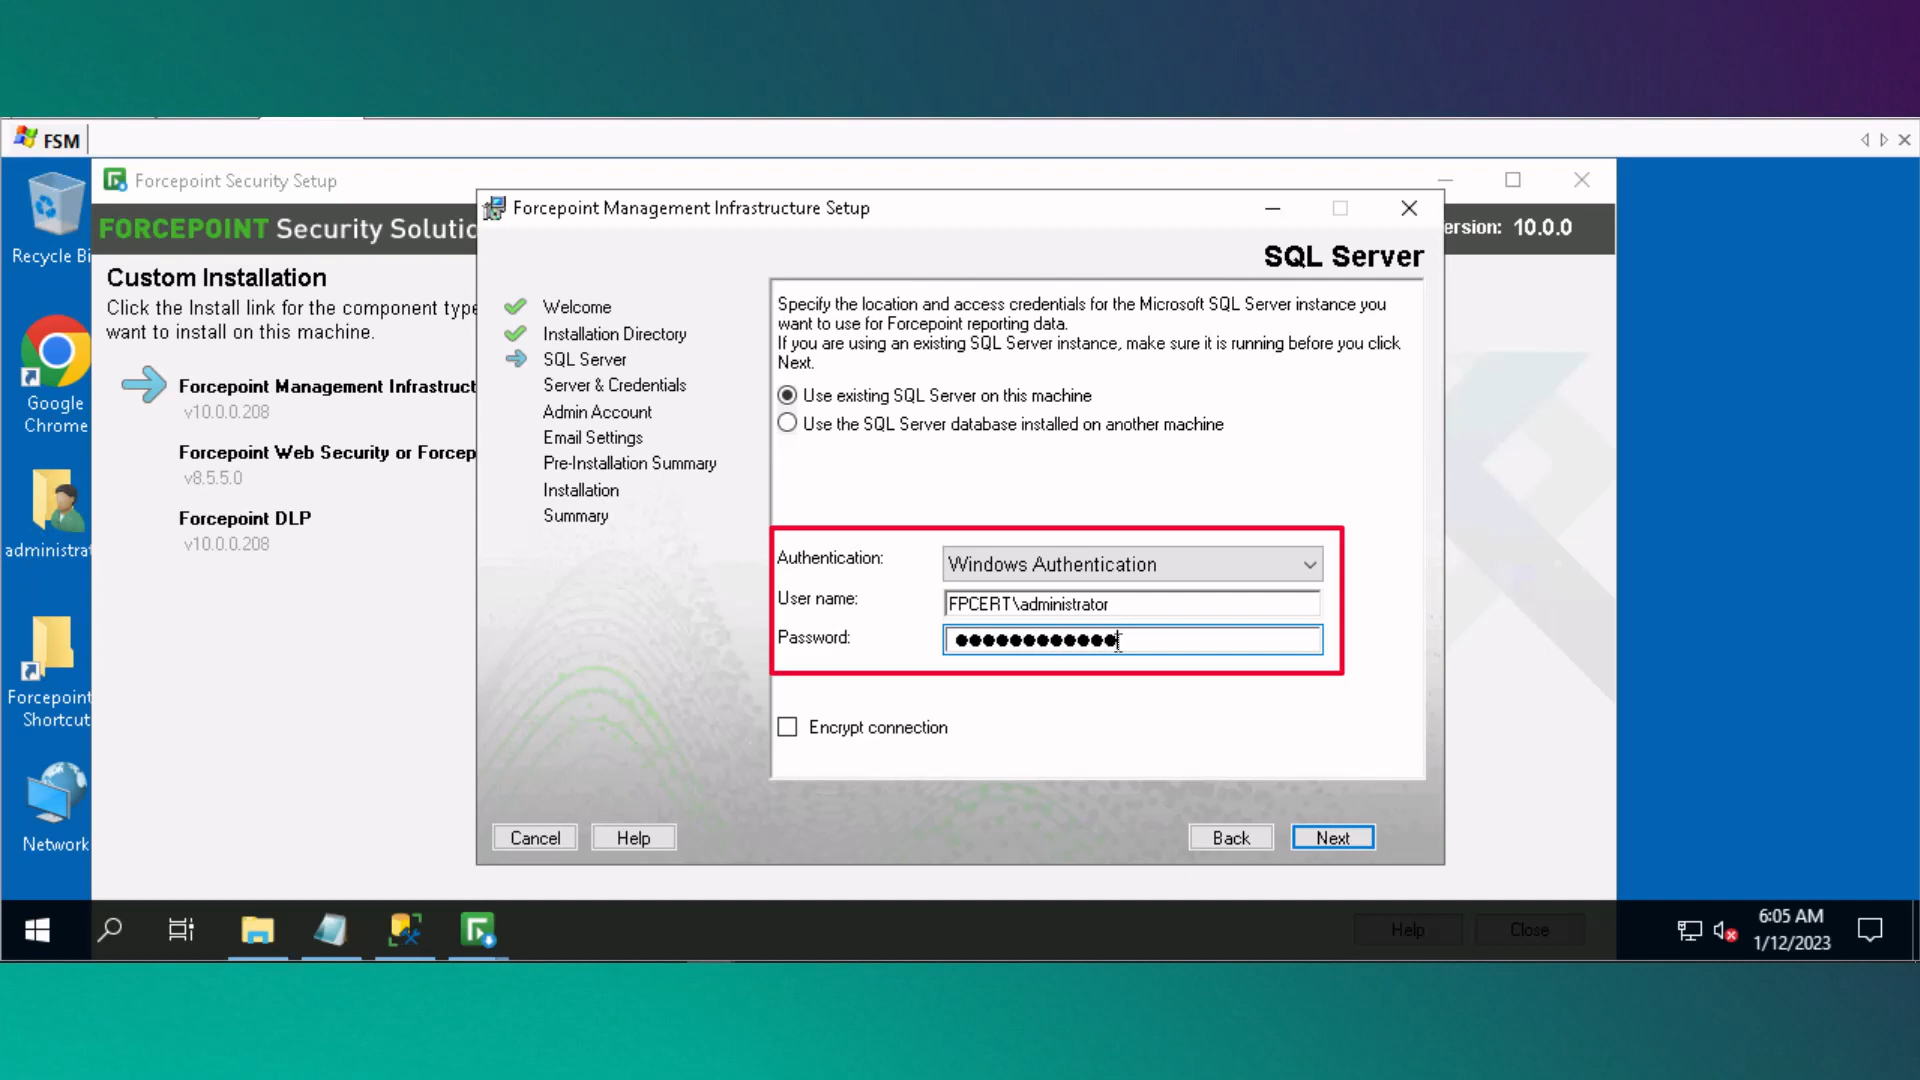 FSM
Forcepoint Security Setup
FORCEPOINT Security Solutio
ersion: 10.0.0
Custom Installation
Click the Install link for the component type
want to install on this machine.
Forcepoint Management Infrastruct
v10.0.0.208
Forcepoint Web Security or Forcep
v8.5.5.0
Forcepoint DLP
v10.0.0.208
Recycle Bi
Google
Chrome
administra
Forcepoint
Shortcut
Network
Forcepoint Management Infrastructure Setup
SQL Server
Welcome
Installation Directory
SQL Server
Server & Credentials
Admin Account
Email Settings
Pre-Installation Summary
Installation
Summary
Specify the location and access credentials for the Microsoft SQL Server instance you
want to use for Forcepoint reporting data.
If you are using an existing SQL Server instance, make sure it is running before you click
Next.
Use existing SQL Server on this machine
Use the SQL Server database installed on another machine
Authentication: Windows Authentication
User name: FPCERT\administrator
Password: ●●●●●●●●●●●●
Encrypt connection
Cancel
Help
Back
Next
Help
Close
6:05 AM
1/12/2023